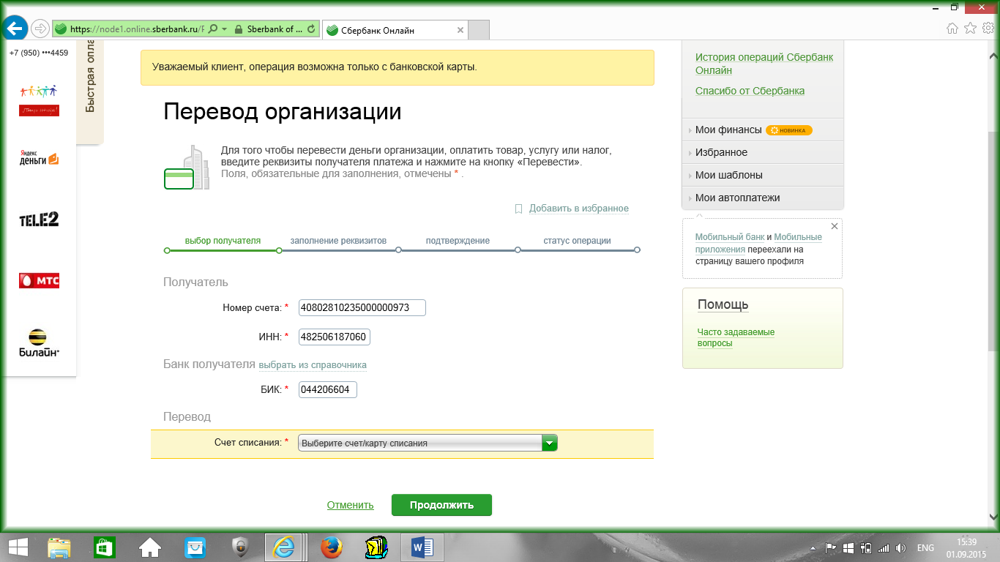 https://node1.online.sberbank.ru/F
Sberbank of ...
Сбербанк Онлайн
+7 (950) •••4459
Быстрая опла
Яндекс
деньги
TELE2
МТС
Билайн
Уважаемый клиент, операция возможна только с банковской карты.
Перевод организации
Для того чтобы перевести деньги организации, оплатить товар, услугу или налог,
введите реквизиты получателя платежа и нажмите на кнопку «Перевести».
Поля, обязательные для заполнения, отмечены * .
Добавить в избранное
выбор получателя
заполнение реквизитов
подтверждение
статус операции
Получатель
Номер счета: * 40802810235000000973
ИНН: * 482506187060
Банк получателя выбрать из справочника
БИК: * 044206604
Перевод
Счет списания: * Выберите счет/карту списания
Отменить
Продолжить
История операций Сбербанк
Онлайн
Спасибо от Сбербанка
Мои финансы НОВИНКА
Избранное
Мои шаблоны
Мои автоплатежи
Мобильный банк и Мобильные
приложения переехали на
страницу вашего профиля
Помощь
Часто задаваемые
вопросы
ENG
15:39
01.09.2015